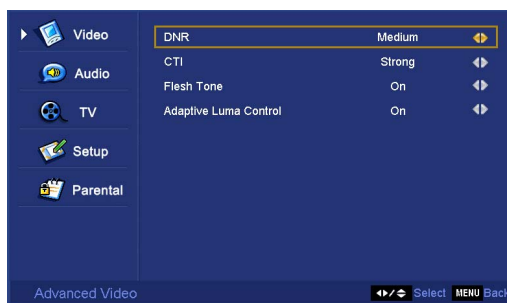 Video
Audio
TV
Setup
Parental
DNR Medium
CTI Strong
Flesh Tone On
Adaptive Luma Control On
Advanced Video
Select MENU Back